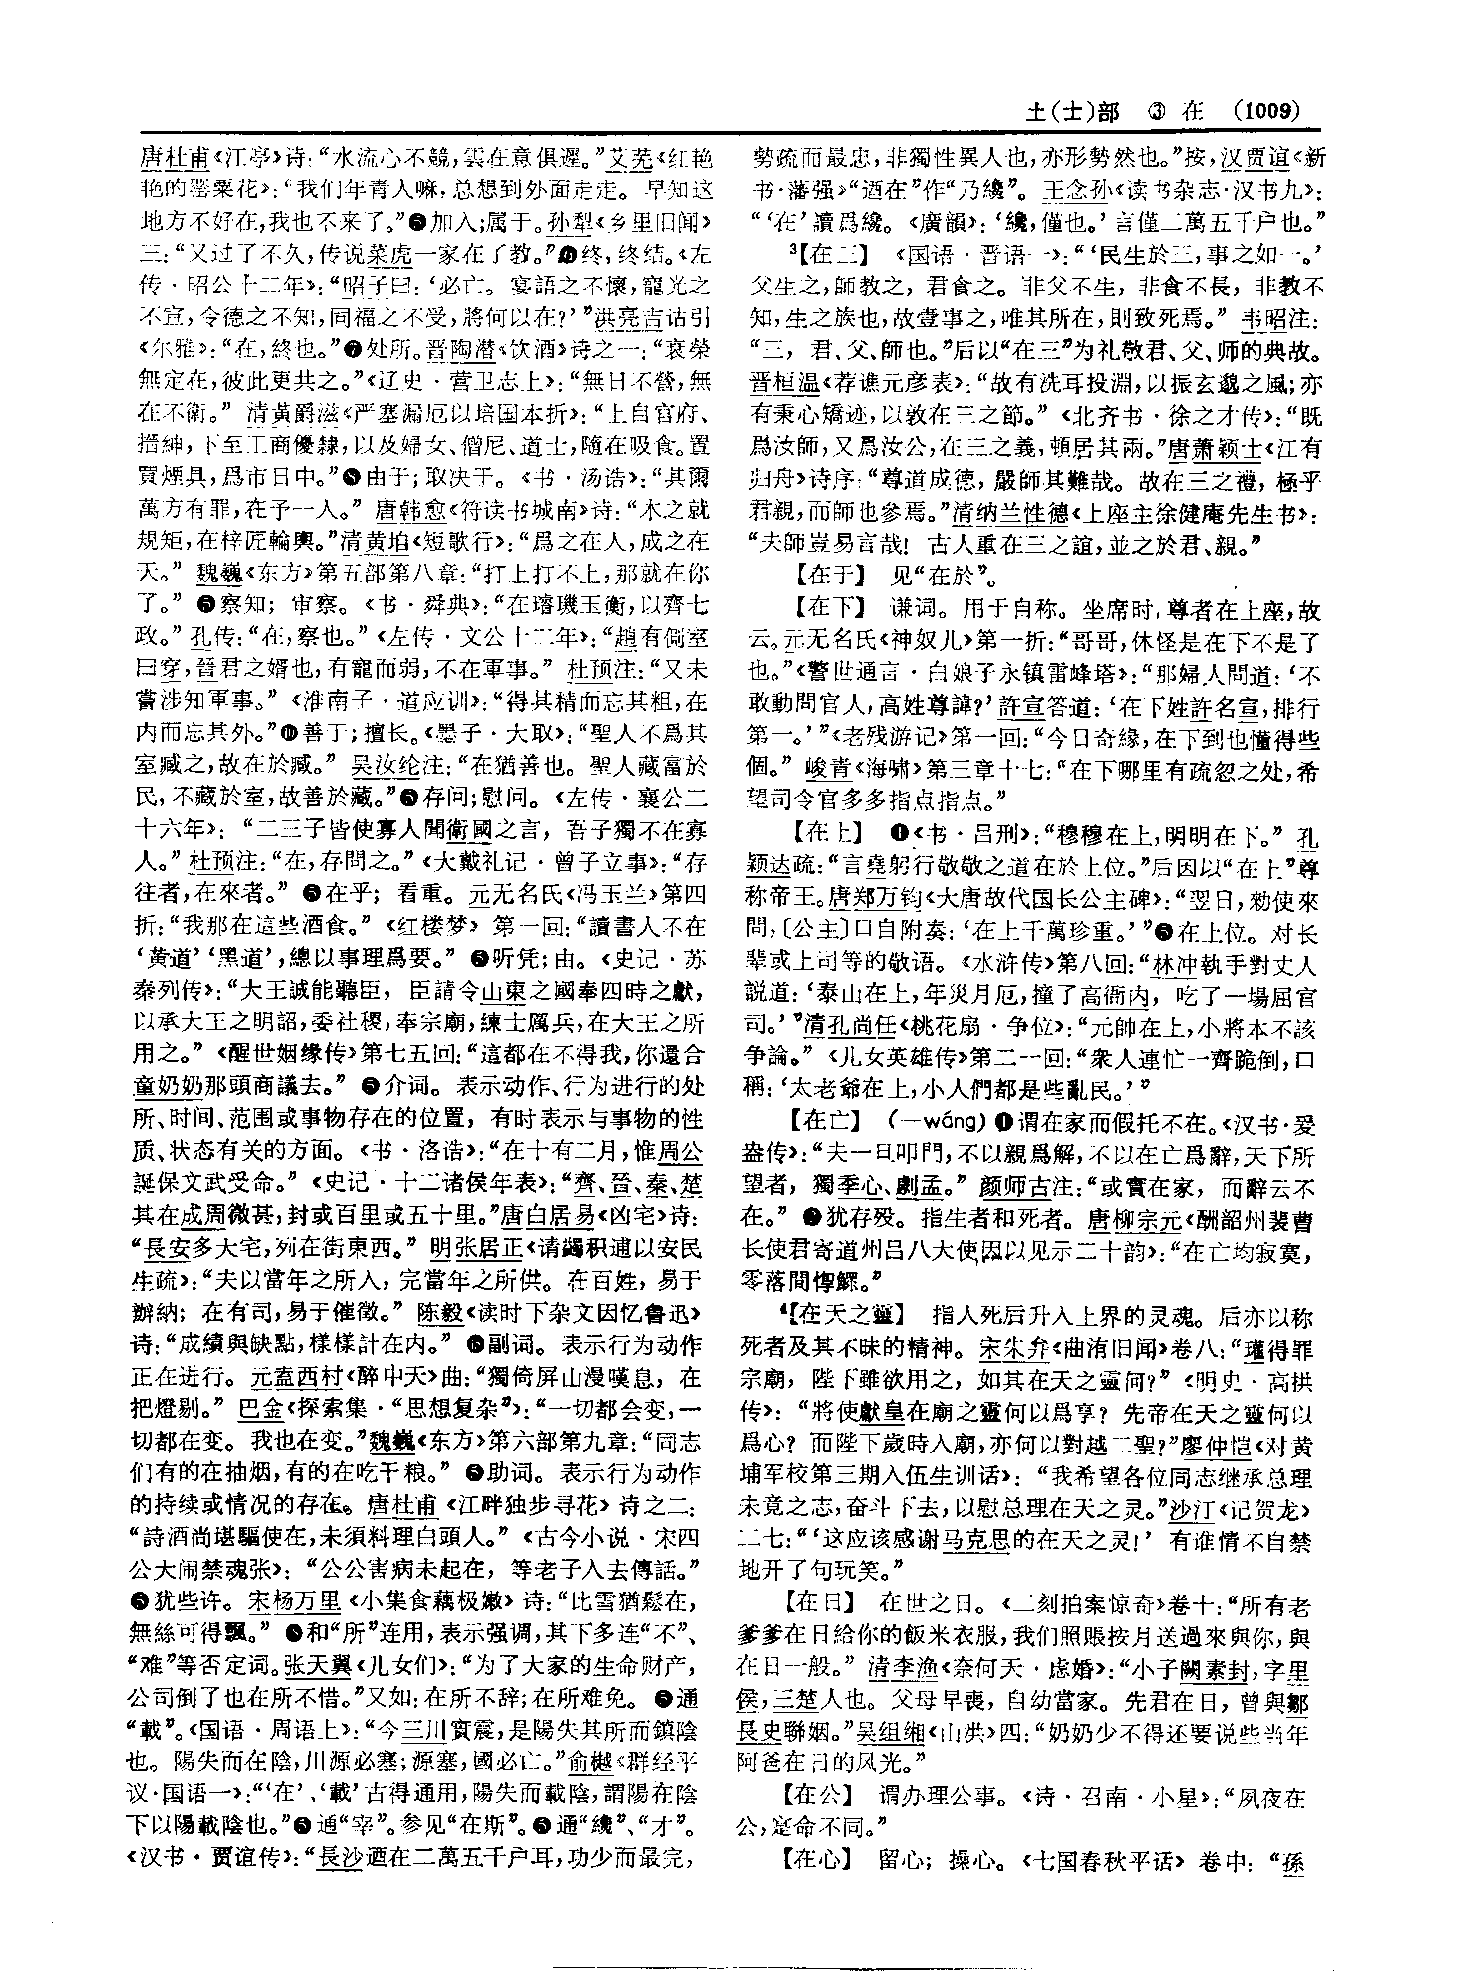 土(士)部 ③ 在 (1009)
唐杜甫《江亭》诗:“水流心不競,雲在意俱遲。”艾芜《红艳
艳的罂粟花》:“我们年青人嘛,总想到外面走走。早知这
地方不好在,我也不来了。”❺加入;属于。孙犁《乡里旧闻》
三:“又过了不久,传说菜虎一家在了教。”❻终,终结。《左
传·昭公十二年》:“昭子曰:‘必亡。宴語之不懷,寵光之
不宣,令德之不知,同福之不受,將何以在?’”洪亮吉诂引
《尔雅》:“在,終也。”❼处所。晋陶潜《饮酒》诗之一:“衰榮
無定在,彼此更共之。”《辽史·营卫志上》:“無日不營,無
在不衛。” 清黄爵滋《严塞漏卮以培国本折》:“上自官府、
搢紳,下至工商優隸,以及婦女、僧尼、道士,隨在吸食。置
買煙具,爲市日中。”❽由于;取决于。《书·汤诰》:“其爾
萬方有罪,在予一人。” 唐韩愈《符读书城南》诗:“木之就
規矩,在梓匠輪輿。”清黄垍《短歌行》:“爲之在人,成之在
天。” 魏巍《东方》第五部第八章:“打上打不上,那就在你
了。” ❾察知;审察。《书·舜典》:“在璿璣玉衡,以齊七
政。”孔传:“在,察也。”《左传·文公十二年》:“趙有側室
曰穿,晉君之婿也,有寵而弱,不在軍事。” 杜预注:“又未
嘗涉知軍事。” 《淮南子·道应训》:“得其精而忘其粗,在
内而忘其外。”❿善于;擅长。《墨子·大取》:“聖人不爲其
室臧之,故在於臧。” 吴汝纶注:“在猶善也。聖人藏富於
民,不藏於室,故善於藏。”⓫存问;慰问。《左传·襄公二
十六年》:“二三子皆使寡人聞衛國之言,吾子獨不在寡
人。”杜预注:“在,存問之。”《大戴礼记·曾子立事》:“存
往者,在來者。” ⓬在乎;看重。元无名氏《冯玉兰》第四
折:“我那在這些酒食。”《红楼梦》第一回:“讀書人不在
‘黄道’‘黑道’,總以事理爲要。” ⓭听凭;由。《史记·苏
秦列传》:“大王誠能聽臣,臣請令山東之國奉四時之獻,
以承大王之明詔,委社稷,奉宗廟,練士厲兵,在大王之所
用之。”《醒世姻缘传》第七五回:“這都在不得我,你還合
童奶奶那頭商議去。” ⓮介词。表示动作、行为进行的处
所、时间、范围或事物存在的位置,有时表示与事物的性
质、状态有关的方面。《书·洛诰》:“在十有二月,惟周公
誕保文武受命。”《史记·十二诸侯年表》:“齊、晉、秦、楚
其在成周微甚,封或百里或五十里。”唐白居易《凶宅》诗:
“長安多大宅,列在街東西。” 明张居正《请蠲积逋以安民
生疏》:“夫以當年之所入,完當年之所供。在百姓,易于
辦納;在有司,易于催徵。” 陈毅《读时下杂文因忆鲁迅》
诗:“成績與缺點,樣樣計在内。” ⓯副词。表示行为动作
正在进行。元盍西村《醉中天》曲:“獨倚屏山漫嘆息,在
把燈剔。” 巴金《探索集·“思想复杂”》:“一切都会变,一
切都在变。我也在变。”魏巍《东方》第六部第九章:“同志
们有的在抽烟,有的在吃干粮。” ⓰助词。表示行为动作
的持续或情况的存在。唐杜甫《江畔独步寻花》诗之二:
“詩酒尚堪驅使在,未須料理白頭人。”《古今小说·宋四
公大闹禁魂张》:“公公害病未起在,等老子入去傳話。”
⓱犹些许。宋杨万里《小集食藕极嫩》诗:“比雪猶鬆在,
無絲可得飄。” ⓲和“所”连用,表示强调,其下多连“不”、
“难”等否定词。张天翼《儿女们》:“为了大家的生命财产,
公司倒了也在所不惜。”又如:在所不辞;在所难免。 ⓳通
“載”。《国语·周语上》:“今三川實震,是陽失其所而鎮陰
也。陽失而在陰,川源必塞;源塞,國必亡。”俞樾《群经平
议·国语一》:“‘在’、‘載’古得通用,陽失而載陰,謂陽在陰
下以陽載陰也。”⓴通“宰”。参见“在斯”。㉑通“纔”、“才”。
《汉书·贾谊传》:“長沙迺在二萬五千户耳,功少而最完,
勢疏而最忠,非獨性異人也,亦形勢然也。”按,汉贾谊《新
书·藩强》“迺在”作“乃纔”。王念孙《读书杂志·汉书九》:
“‘在’讀爲纔。《廣韻》:‘纔,僅也。’言僅二萬五千户也。”
³【在三】 《国语·晋语一》:“‘民生於三,事之如一。’
父生之,師教之,君食之。非父不生,非食不長,非教不
知,生之族也,故壹事之,唯其所在,則致死焉。” 韦昭注:
“三,君、父、師也。”后以“在三”为礼敬君、父、师的典故。
晋桓温《荐谯元彦表》:“故有洗耳投淵,以振玄邈之風;亦
有秉心矯迹,以敦在三之節。”《北齐书·徐之才传》:“既
爲汝師,又爲汝公,在三之義,頓居其兩。”唐萧颖士《江有
归舟》诗序:“尊道成德,嚴師其難哉。故在三之禮,極乎
君親,而師也參焉。”清纳兰性德《上座主徐健庵先生书》:
“夫師豈易言哉!古人重在三之誼,並之於君、親。”
【在于】 见“在於”。
【在下】 谦词。用于自称。坐席时,尊者在上座,故
云。元无名氏《神奴儿》第一折:“哥哥,休怪是在下不是了
也。”《警世通言·白娘子永镇雷峰塔》:“那婦人問道:‘不
敢動問官人,高姓尊諱?’許宣答道:‘在下姓許名宣,排行
第一。’”《老残游记》第一回:“今日奇緣,在下到也懂得些
個。” 峻青《海啸》第三章十七:“在下哪里有疏忽之处,希
望司令官多多指点指点。”
【在上】 ❶《书·吕刑》:“穆穆在上,明明在下。” 孔
颖达疏:“言堯躬行敬敬之道在於上位。”后因以“在上”尊
称帝王。唐郑万钧《大唐故代国长公主碑》:“翌日,勑使來
問,〔公主〕口自附奏:‘在上千萬珍重。’”❷在上位。对长
辈或上司等的敬语。《水浒传》第八回:“林冲執手對丈人
説道:‘泰山在上,年災月厄,撞了高衙内,吃了一場屈官
司。’”清孔尚任《桃花扇·争位》:“元帥在上,小將本不該
争論。”《儿女英雄传》第二一回:“衆人連忙一齊跪倒,口
稱:‘太老爺在上,小人們都是些亂民。’”
【在亡】 (—wáng)❶谓在家而假托不在。《汉书·爰
盎传》:“夫一旦叩門,不以親爲解,不以在亡爲辭,天下所
望者,獨季心、劇孟。” 颜师古注:“或實在家,而辭云不
在。” ❷犹存殁。指生者和死者。唐柳宗元《酬韶州裴曹
长使君寄道州吕八大使因以见示二十韵》:“在亡均寂寞,
零落間惸鰥。”
⁴【在天之靈】 指人死后升入上界的灵魂。后亦以称
死者及其不昧的精神。宋朱弁《曲洧旧闻》卷八:“瓘得罪
宗廟,陛下雖欲用之,如其在天之靈何?”《明史·高拱
传》:“將使獻皇在廟之靈何以爲享?先帝在天之靈何以
爲心?而陛下歲時入廟,亦何以對越二聖?”廖仲恺《对黄
埔军校第三期入伍生训话》:“我希望各位同志继承总理
未竟之志,奋斗下去,以慰总理在天之灵。”沙汀《记贺龙》
二七:“‘这应该感谢马克思的在天之灵!’有谁情不自禁
地开了句玩笑。”
【在日】 在世之日。《二刻拍案惊奇》卷十:“所有老
爹爹在日給你的飯米衣服,我们照賬按月送過來與你,與
在日一般。” 清李渔《奈何天·虑婚》:“小子闕素封,字里
侯,三楚人也。父母早喪,自幼當家。先君在日,曾與鄒
長史聯姻。”吴组缃《山洪》四:“奶奶少不得还要说些当年
阿爸在日的风光。”
【在公】 谓办理公事。《诗·召南·小星》:“夙夜在
公,寔命不同。”
【在心】 留心;操心。《七国春秋平话》卷中:“孫